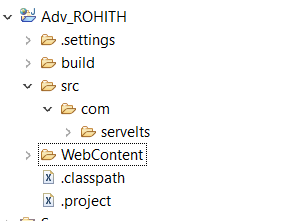 Adv_ROHITH
.settings
build
src
com
servelts
WebContent
.classpath
.project